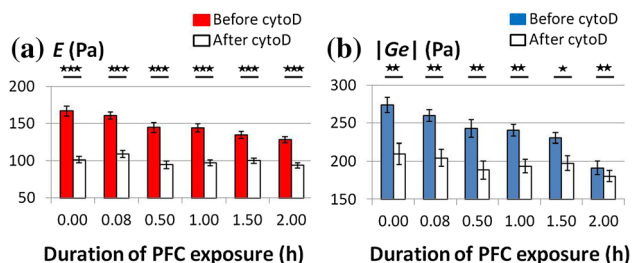 Before cytoD
After cytoD
(a) E (Pa)
★★★ ★★★ ★★★ ★★★ ★★★ ★★★
200
150
100
50
0.00 0.08 0.50 1.00 1.50 2.00
Duration of PFC exposure (h)
Before cytoD
After cytoD
(b) |Ge| (Pa)
★★ ★★ ★★ ★★ ★ ★★
300
250
200
150
0.00 0.08 0.50 1.00 1.50 2.00
Duration of PFC exposure (h)